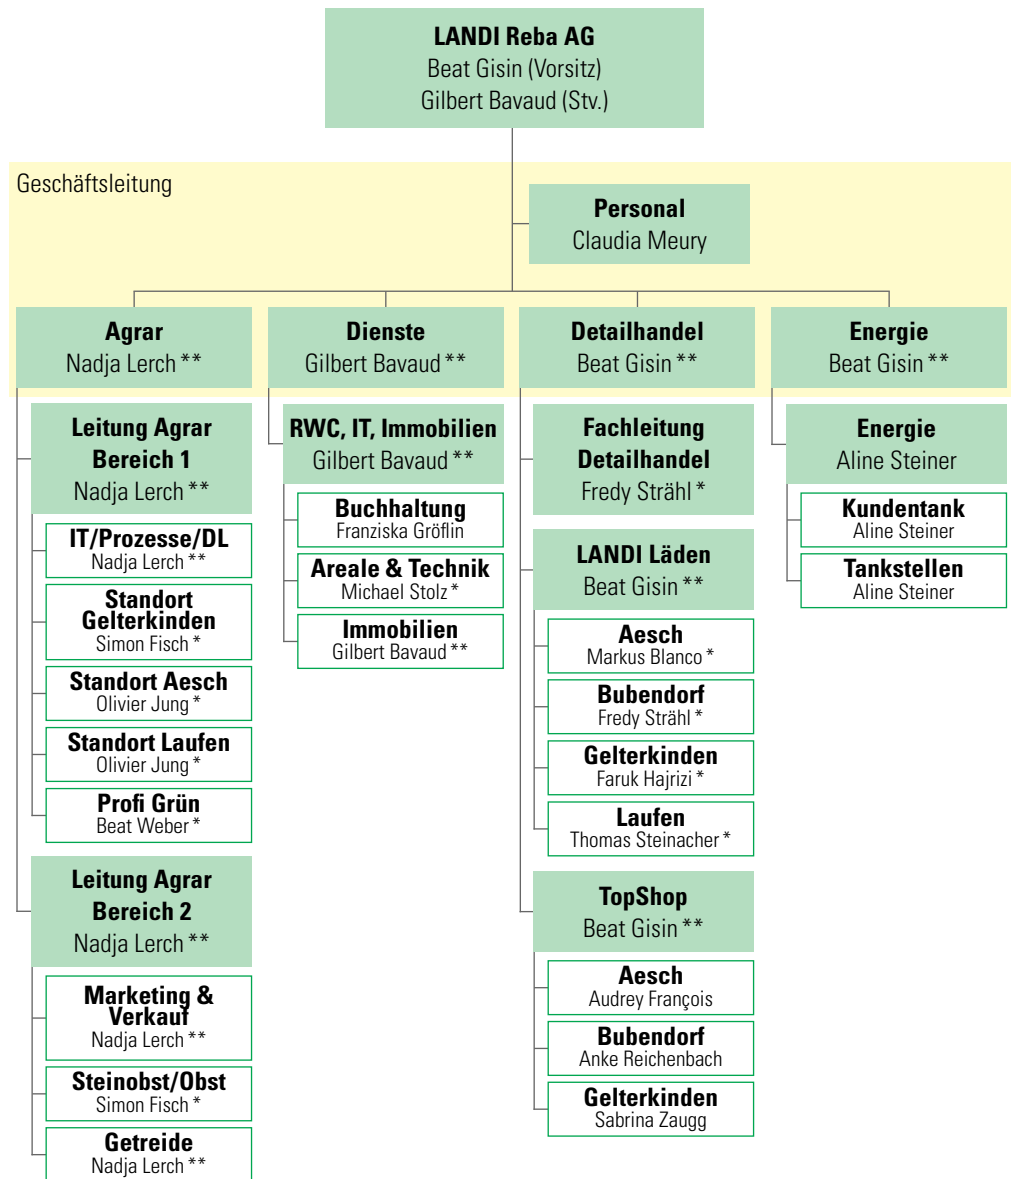 LANDI Reba AG
Beat Gisin (Vorsitz)
Gilbert Bavaud (Stv.)
Geschäftsleitung
Personal
Claudia Meury
Agrar
Nadja Lerch **
Dienste
Gilbert Bavaud **
Detailhandel
Beat Gisin **
Energie
Beat Gisin **
Leitung Agrar
Bereich 1
Nadja Lerch **
IT/Prozesse/DL
Nadja Lerch **
Standort
Gelterkinden
Simon Fisch *
Standort Aesch
Olivier Jung *
Standort Laufen
Olivier Jung *
Profi Grün
Beat Weber *
Leitung Agrar
Bereich 2
Nadja Lerch **
Marketing &
Verkauf
Nadja Lerch **
Steinobst/Obst
Simon Fisch *
Getreide
Nadja Lerch **
RWC, IT, Immobilien
Gilbert Bavaud **
Buchhaltung
Franziska Gröflin
Areale & Technik
Michael Stolz *
Immobilien
Gilbert Bavaud **
Fachleitung
Detailhandel
Fredy Strähl *
LANDI Läden
Beat Gisin **
Aesch
Markus Blanco *
Bubendorf
Fredy Strähl *
Gelterkinden
Faruk Hajrizi *
Laufen
Thomas Steinacher *
TopShop
Beat Gisin **
Aesch
Audrey François
Bubendorf
Anke Reichenbach
Gelterkinden
Sabrina Zaugg
Energie
Aline Steiner
Kundentank
Aline Steiner
Tankstellen
Aline Steiner